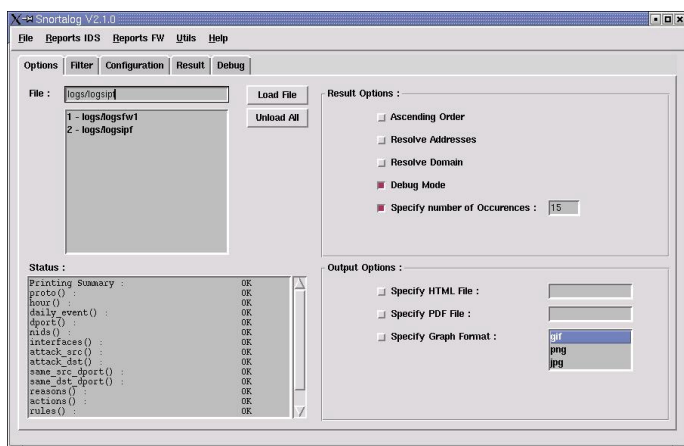 Snortalog V2.1.0
File Reports IDS Reports FW Utils Help
Options Filter Configuration Result Debug
File : logs/logsipf
Load File
Unload All
1 - logs/logsfw1
2 - logs/logsipf
Result Options :
Ascending Order
Resolve Addresses
Resolve Domain
Debug Mode
Specify number of Occurences : 15
Status :
Printing Summary : OK
proto() : OK
hour() : OK
daily_event() : OK
dport() : OK
nids() : OK
interfaces() : OK
attack_src() : OK
attack_dst() : OK
same_src_dport() : OK
same_dst_dport() : OK
reasons() : OK
actions() : OK
rules() : OK
Output Options :
Specify HTML File :
Specify PDF File :
Specify Graph Format : gif
png
jpg